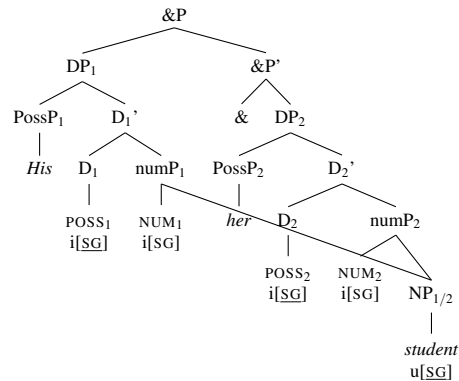 &P
DP₁ &P'
PossP₁ D₁' & DP₂
His D₁ numP₁ PossP₂ D₂'
POSS₁ NUM₁ her D₂ numP₂
i[SG] i[SG]
POSS₂ NUM₂ NP₁/₂
i[SG] i[SG]
student
u[SG]